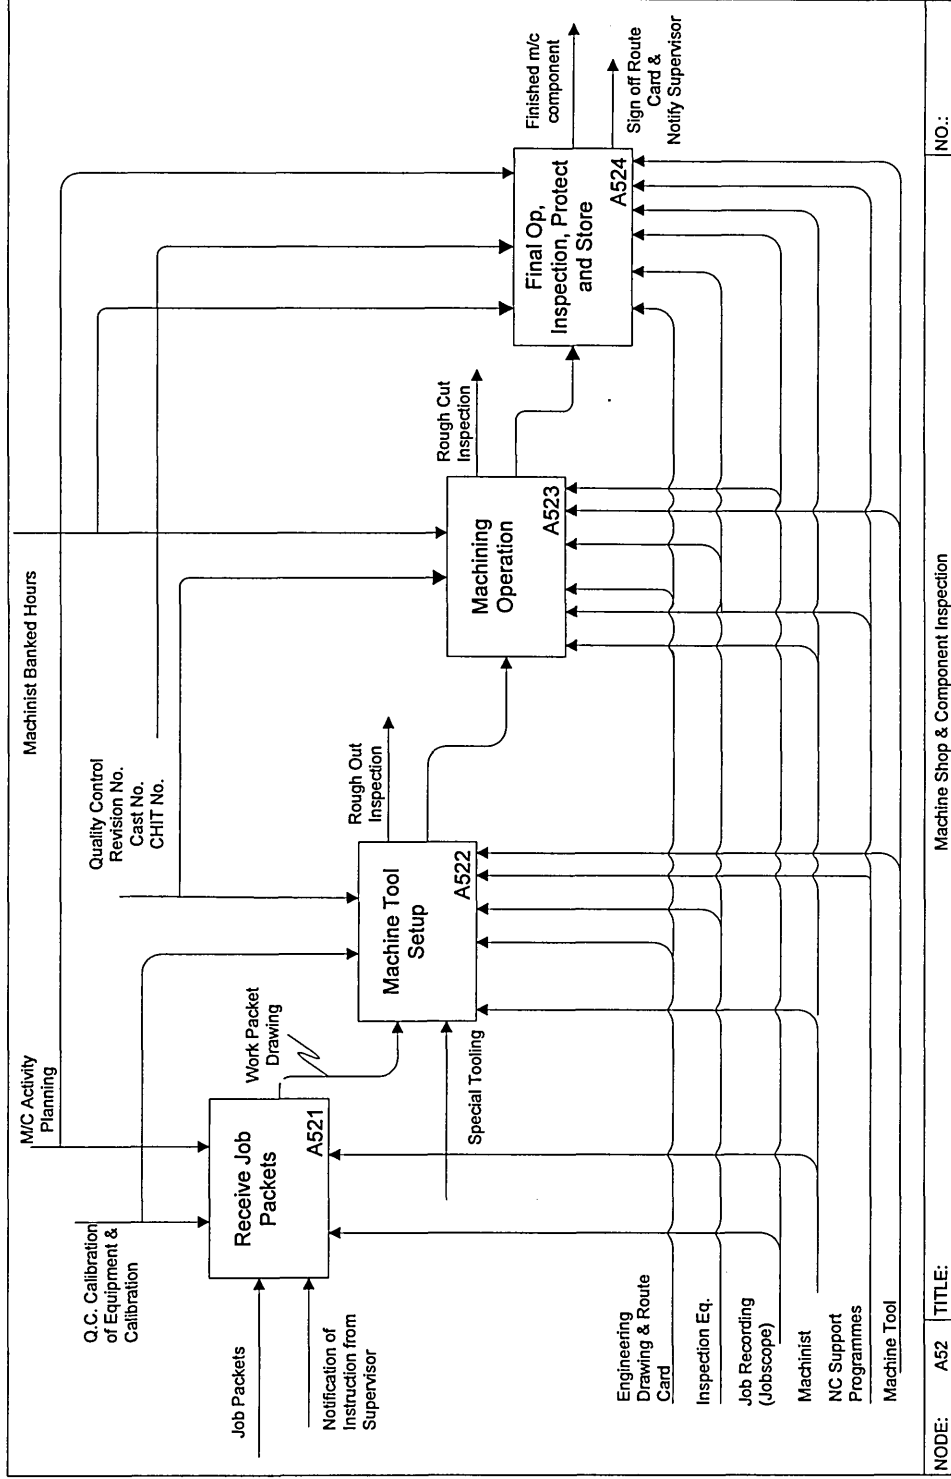 Machinist Banked Hours
M/C Activity
Planning
Quality Control
Revision No.
Cast No.
CHIT No.
Q.C. Calibration
of Equipment &
Calibration
Job Packets
Notification of
Instruction from
Supervisor
Receive Job
Packets
A521
Work Packet
Drawing
Special Tooling
Machine Tool
Setup
A522
Rough Out
Inspection
Machining
Operation
A523
Rough Cut
Inspection
Final Op,
Inspection, Protect
and Store
A524
Finished m/c
component
Sign off Route
Card &
Notify Supervisor
Engineering
Drawing & Route
Card
Inspection Eq.
Job Recording
(Jobscope)
Machinist
NC Support
Programmes
Machine Tool
NODE: A52
TITLE: Machine Shop & Component Inspection
NO.: